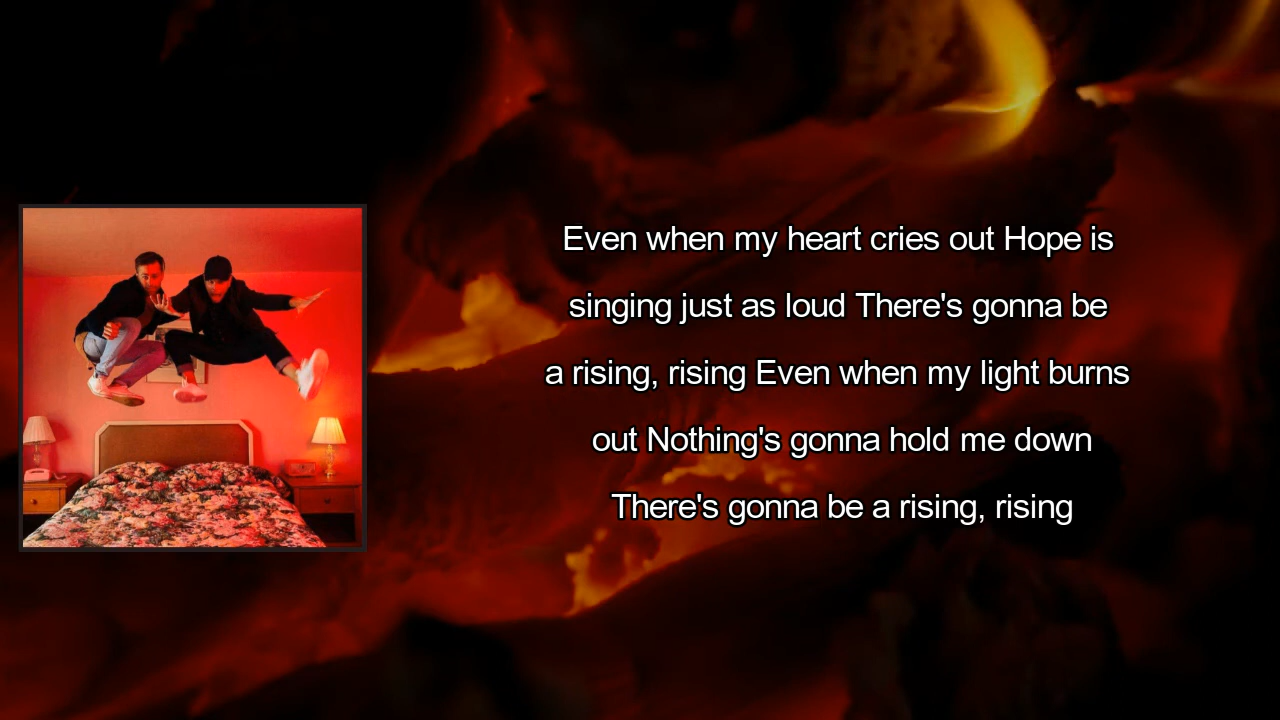 Even when my heart cries out Hope is
singing just as loud There's gonna be
a rising, rising Even when my light burns
out Nothing's gonna hold me down
There's gonna be a rising, rising